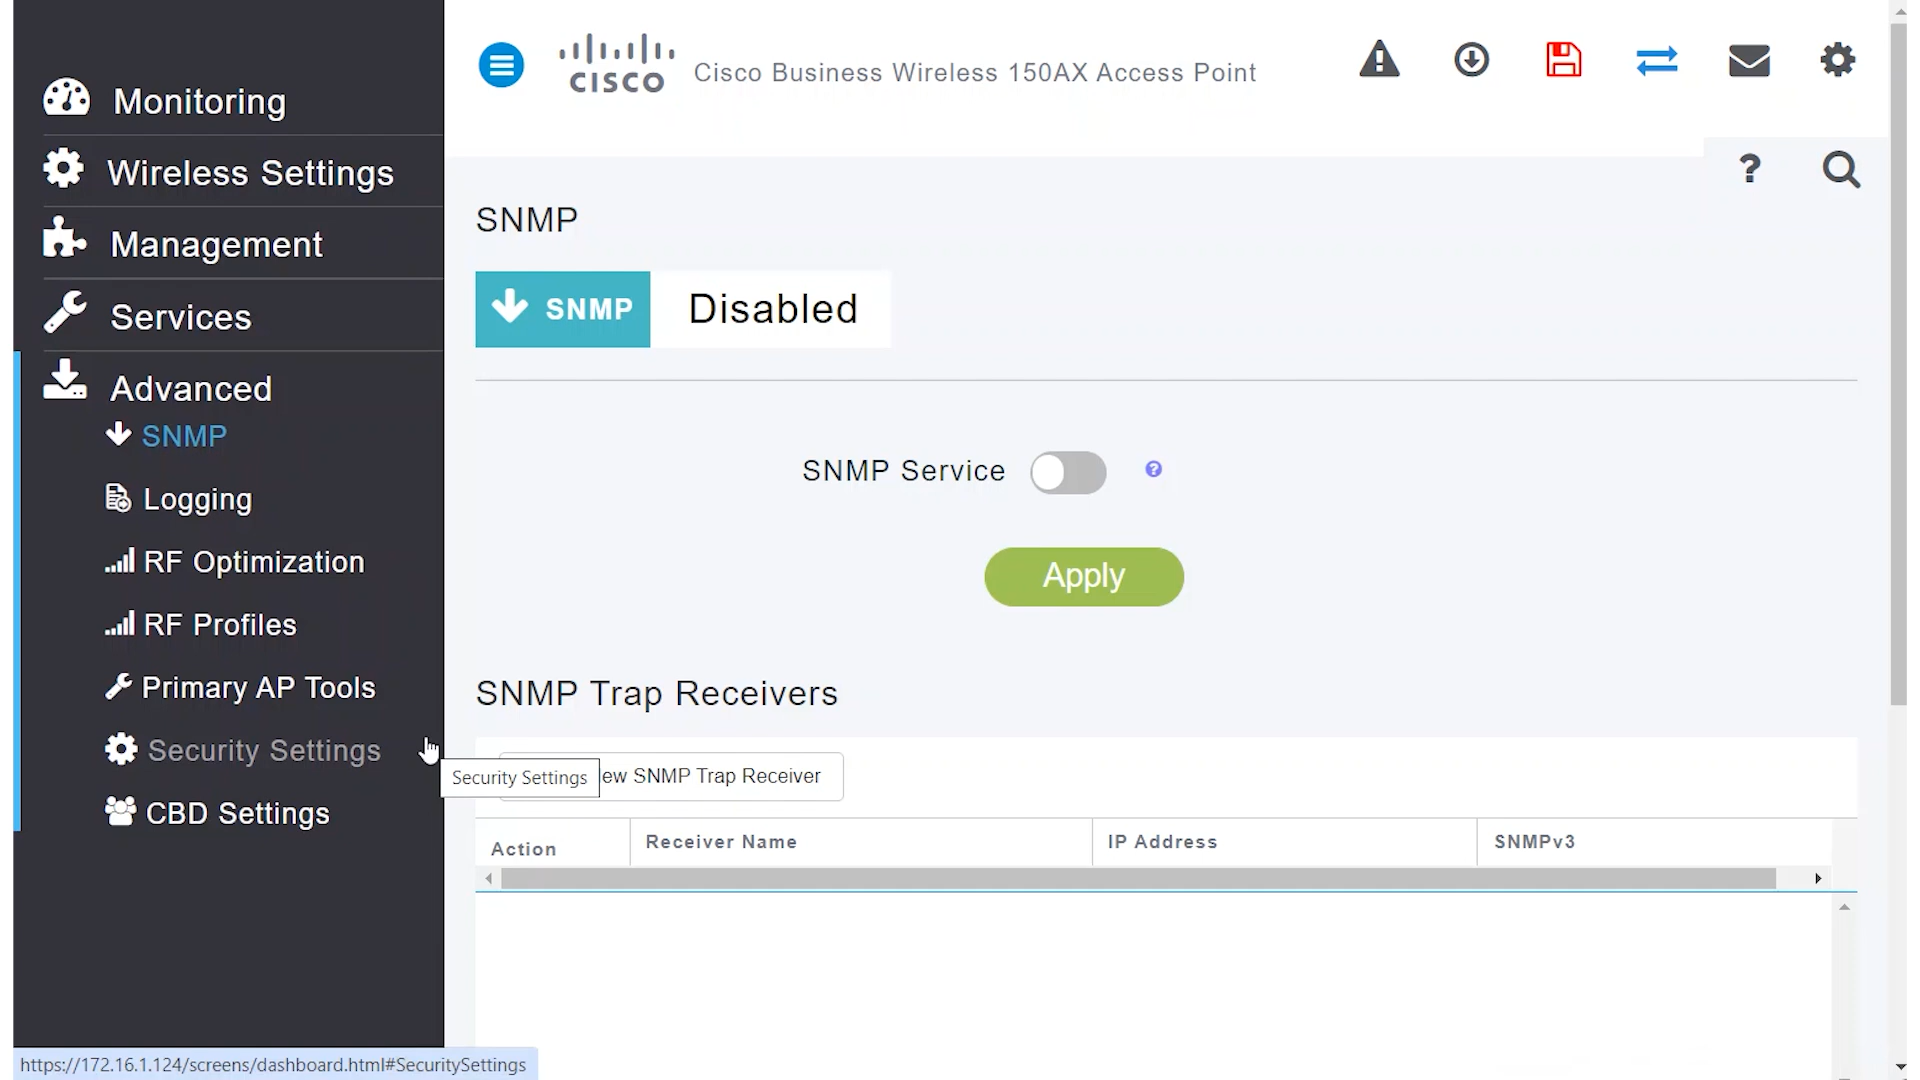 Monitoring
Wireless Settings
Management
Services
Advanced
SNMP
Logging
RF Optimization
RF Profiles
Primary AP Tools
Security Settings
CBD Settings
CISCO
Cisco Business Wireless 150AX Access Point
?
SNMP
SNMP Disabled
SNMP Service ?
Apply
SNMP Trap Receivers
Security Settings
ew SNMP Trap Receiver
Action Receiver Name IP Address SNMPv3
https://172.16.1.124/screens/dashboard.html#SecuritySettings